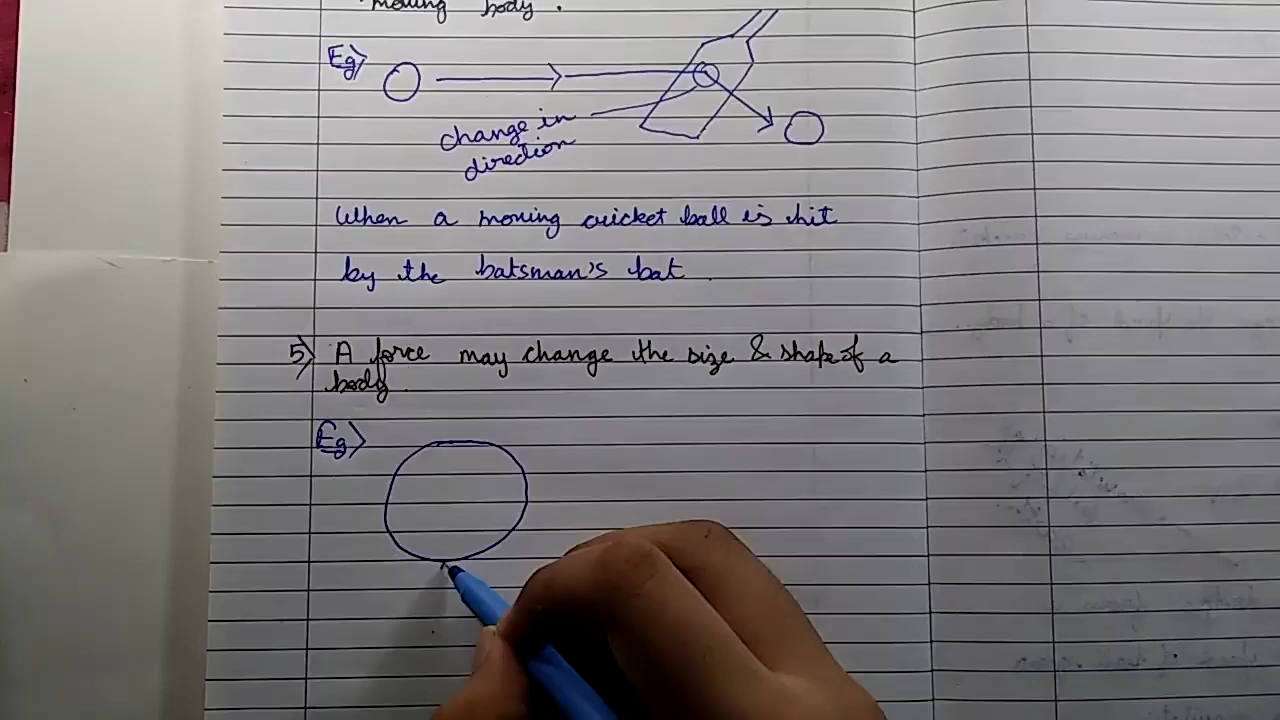 moving body.
Eg)
change in
direction
When a moving cricket ball is hit
by the batsman's bat
5) A force may change the size & shape of a
body.
Eg)